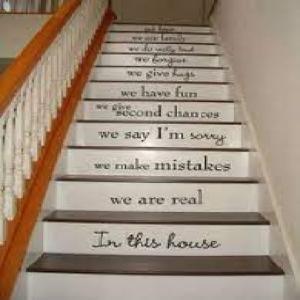 we are family
we do really loud
we forgive
we give hugs
we have fun
we give second chances
we say I'm sorry
we make mistakes
we are real
In this house